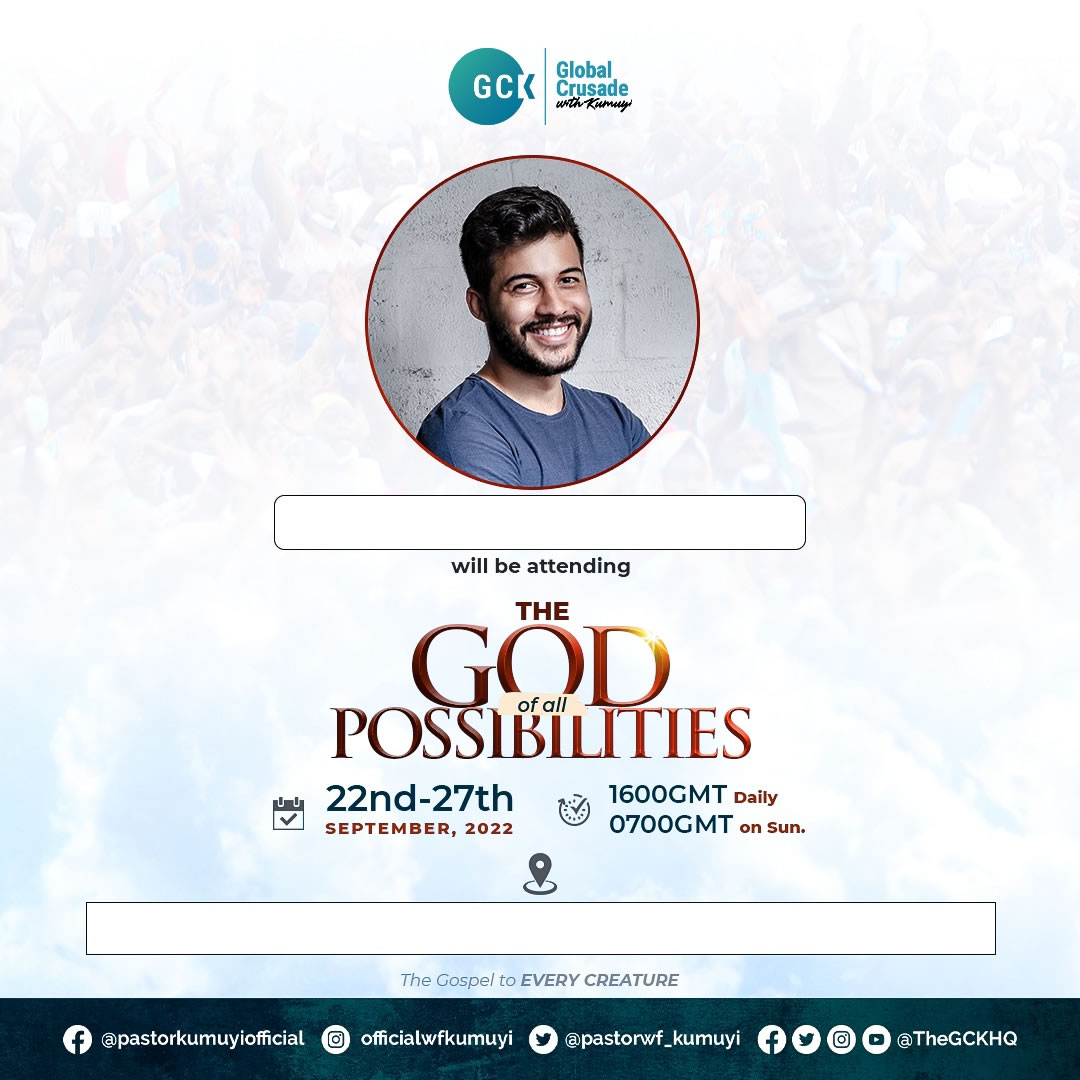 GCK
Global
Crusade
with Kumuyi
will be attending
THE
GOD
of all
POSSIBILITIES
22nd-27th
SEPTEMBER, 2022
1600GMT Daily
0700GMT on Sun.
The Gospel to EVERY CREATURE
@pastorkumuyiofficial officialwfkumuyi @pastorwf_kumuyi @TheGCKHQ